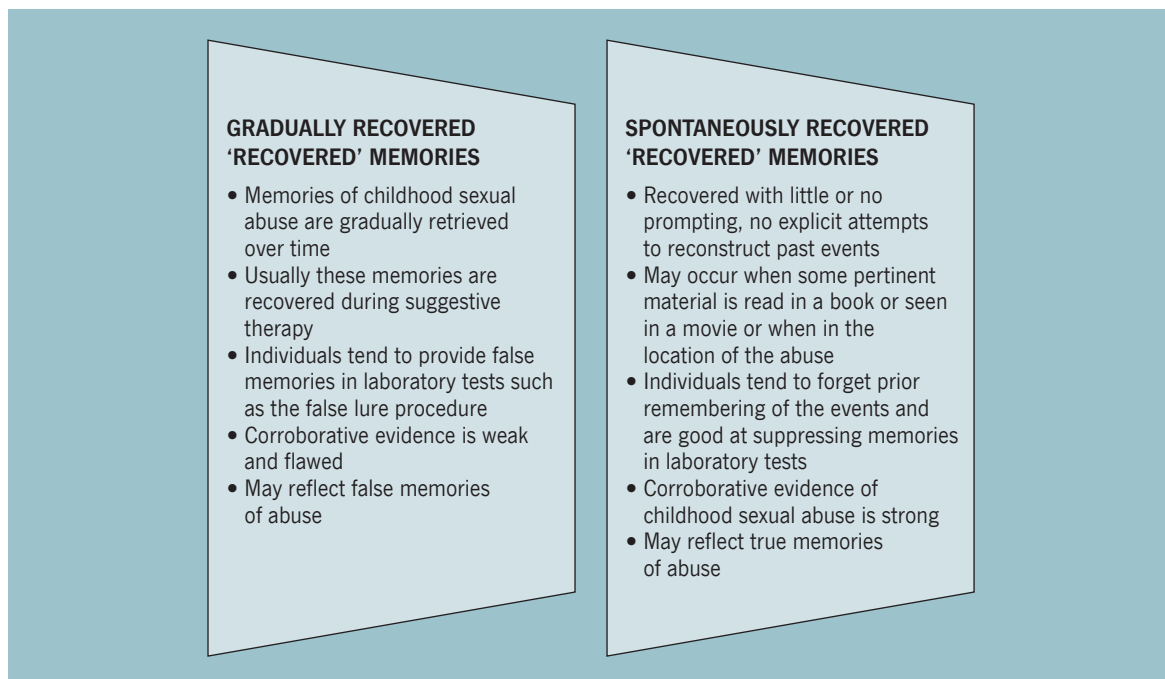 GRADUALLY RECOVERED
‘RECOVERED’ MEMORIES
• Memories of childhood sexual
abuse are gradually retrieved
over time
• Usually these memories are
recovered during suggestive
therapy
• Individuals tend to provide false
memories in laboratory tests such
as the false lure procedure
• Corroborative evidence is weak
and flawed
• May reflect false memories
of abuse
SPONTANEOUSLY RECOVERED
‘RECOVERED’ MEMORIES
• Recovered with little or no
prompting, no explicit attempts
to reconstruct past events
• May occur when some pertinent
material is read in a book or seen
in a movie or when in the
location of the abuse
• Individuals tend to forget prior
remembering of the events and
are good at suppressing memories
in laboratory tests
• Corroborative evidence of
childhood sexual abuse is strong
• May reflect true memories
of abuse